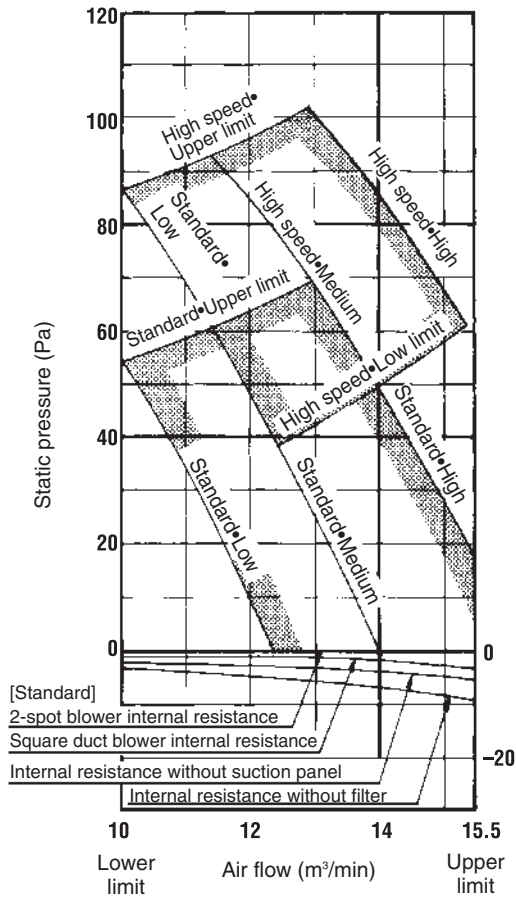 120
100
80
60
40
20
0
0
−20
Static pressure (Pa)
High speed•
Upper limit
High speed•High
High speed•Medium
Standard•
Low
Standard•Upper limit
High speed•Low limit
Standard•High
Standard•Medium
Standard•Low
[Standard]
2-spot blower internal resistance
Square duct blower internal resistance
Internal resistance without suction panel
Internal resistance without filter
10
12
14
15.5
Lower
limit
Air flow (m³/min)
Upper
limit